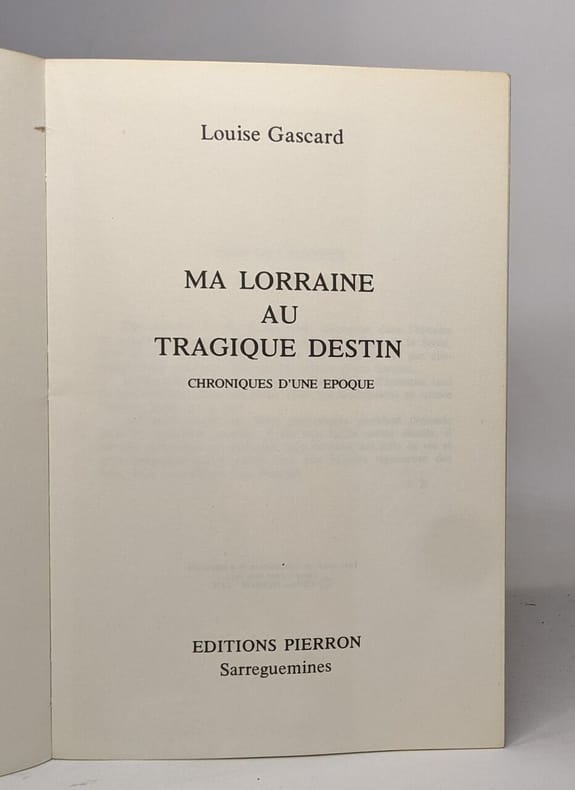 Louise Gascard
MA LORRAINE
AU
TRAGIQUE DESTIN
CHRONIQUES D'UNE EPOQUE
EDITIONS PIERRON
Sarreguemines